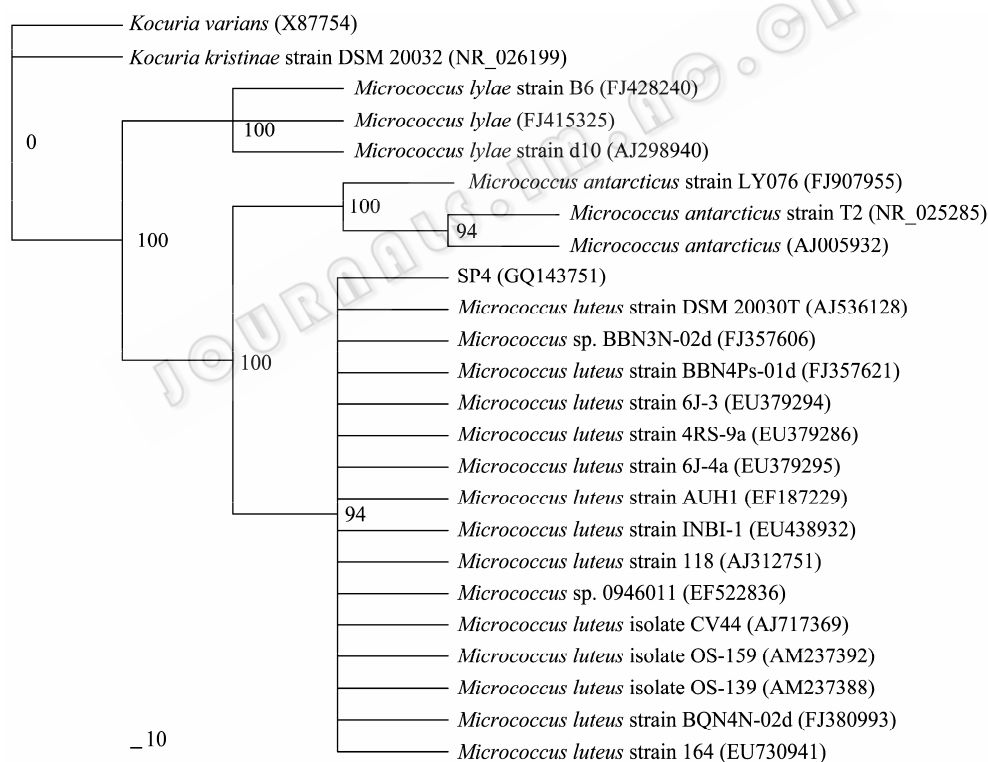 Kocuria varians (X87754)
Kocuria kristinae strain DSM 20032 (NR_026199)
Micrococcus lylae strain B6 (FJ428240)
Micrococcus lylae (FJ415325)
Micrococcus lylae strain d10 (AJ298940)
Micrococcus antarcticus strain LY076 (FJ907955)
Micrococcus antarcticus strain T2 (NR_025285)
Micrococcus antarcticus (AJ005932)
SP4 (GQ143751)
Micrococcus luteus strain DSM 20030T (AJ536128)
Micrococcus sp. BBN3N-02d (FJ357606)
Micrococcus luteus strain BBN4Ps-01d (FJ357621)
Micrococcus luteus strain 6J-3 (EU379294)
Micrococcus luteus strain 4RS-9a (EU379286)
Micrococcus luteus strain 6J-4a (EU379295)
Micrococcus luteus strain AUH1 (EF187229)
Micrococcus luteus strain INBI-1 (EU438932)
Micrococcus luteus strain 118 (AJ312751)
Micrococcus sp. 0946011 (EF522836)
Micrococcus luteus isolate CV44 (AJ717369)
Micrococcus luteus isolate OS-159 (AM237392)
Micrococcus luteus isolate OS-139 (AM237388)
Micrococcus luteus strain BQN4N-02d (FJ380993)
Micrococcus luteus strain 164 (EU730941)
0
100
100
100
94
100
94
10
JOURNALS.IM.AC.CN